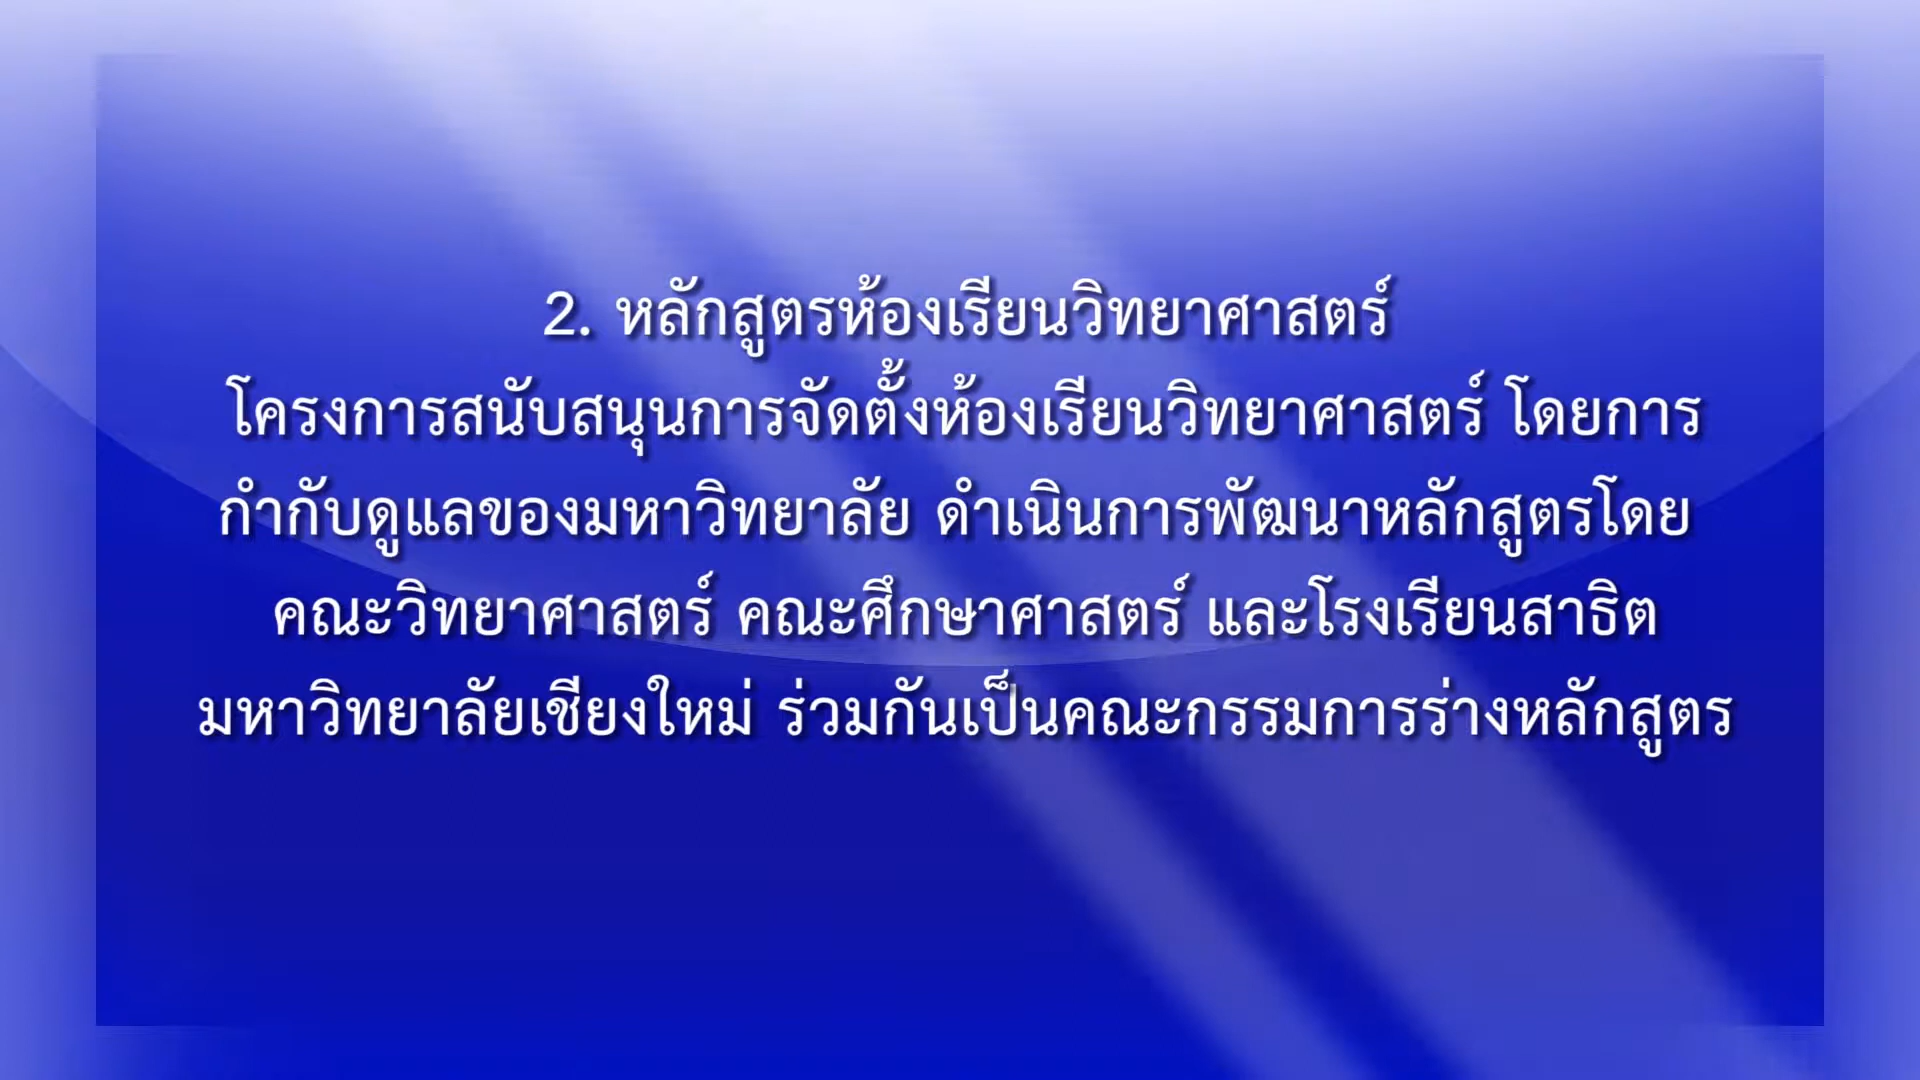 2. หลักสูตรห้องเรียนวิทยาศาสตร์
โครงการสนับสนุนการจัดตั้งห้องเรียนวิทยาศาสตร์ โดยการ
กำกับดูแลของมหาวิทยาลัย ดำเนินการพัฒนาหลักสูตรโดย
คณะวิทยาศาสตร์ คณะศึกษาศาสตร์ และโรงเรียนสาธิต
มหาวิทยาลัยเชียงใหม่ ร่วมกันเป็นคณะกรรมการร่างหลักสูตร